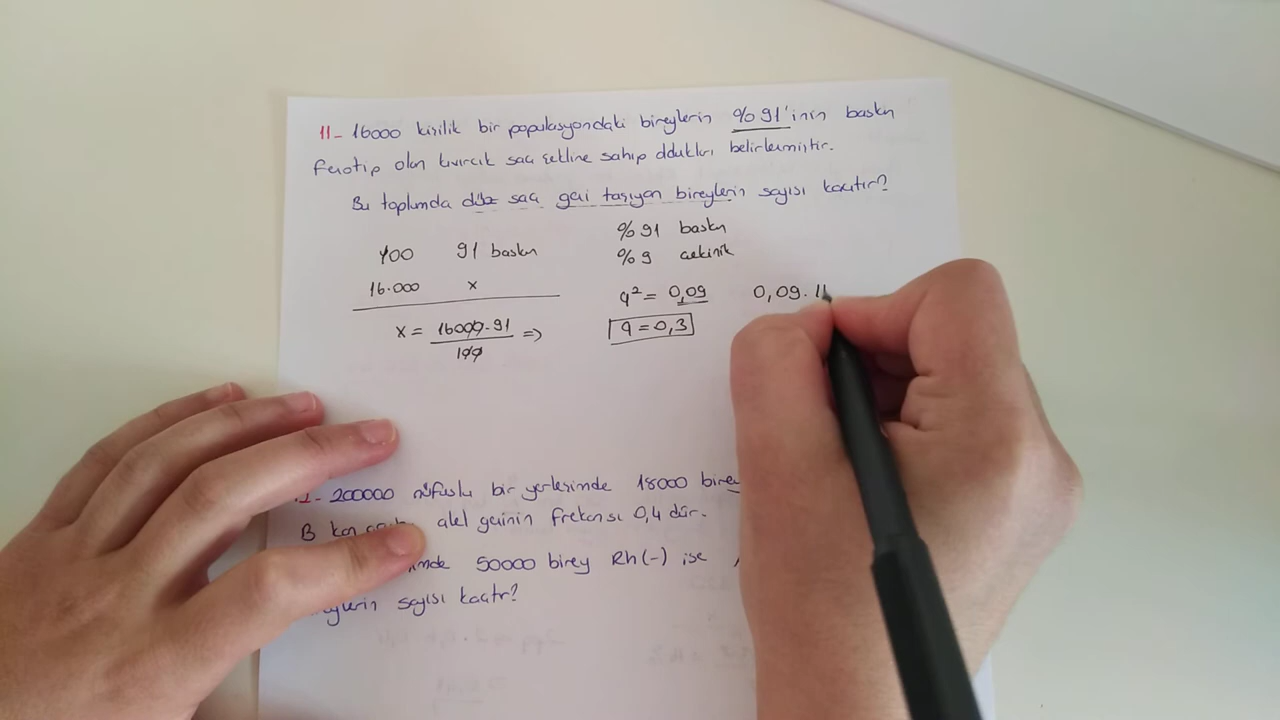 11- 16000 kişilik bir populasyondaki bireylerin %91'inin baskın
fenotip olan kıvırcık saç şekline sahip oldukları belirlenmiştir.
Bu toplumda düz saç geni taşıyan bireylerin sayısı kaçtır?
100 91 baskın
16.000 x
x = 16000.91 =>
100
%91 baskın
%9 çekinik
q² = 0,09
q = 0,3
0,09.1
200000 nüfuslu bir yerleşimde 18000 birey
B kan alel geninin frekansı 0,4 dür.
50000 birey Rh(-) ise
sayısı kaçtır?